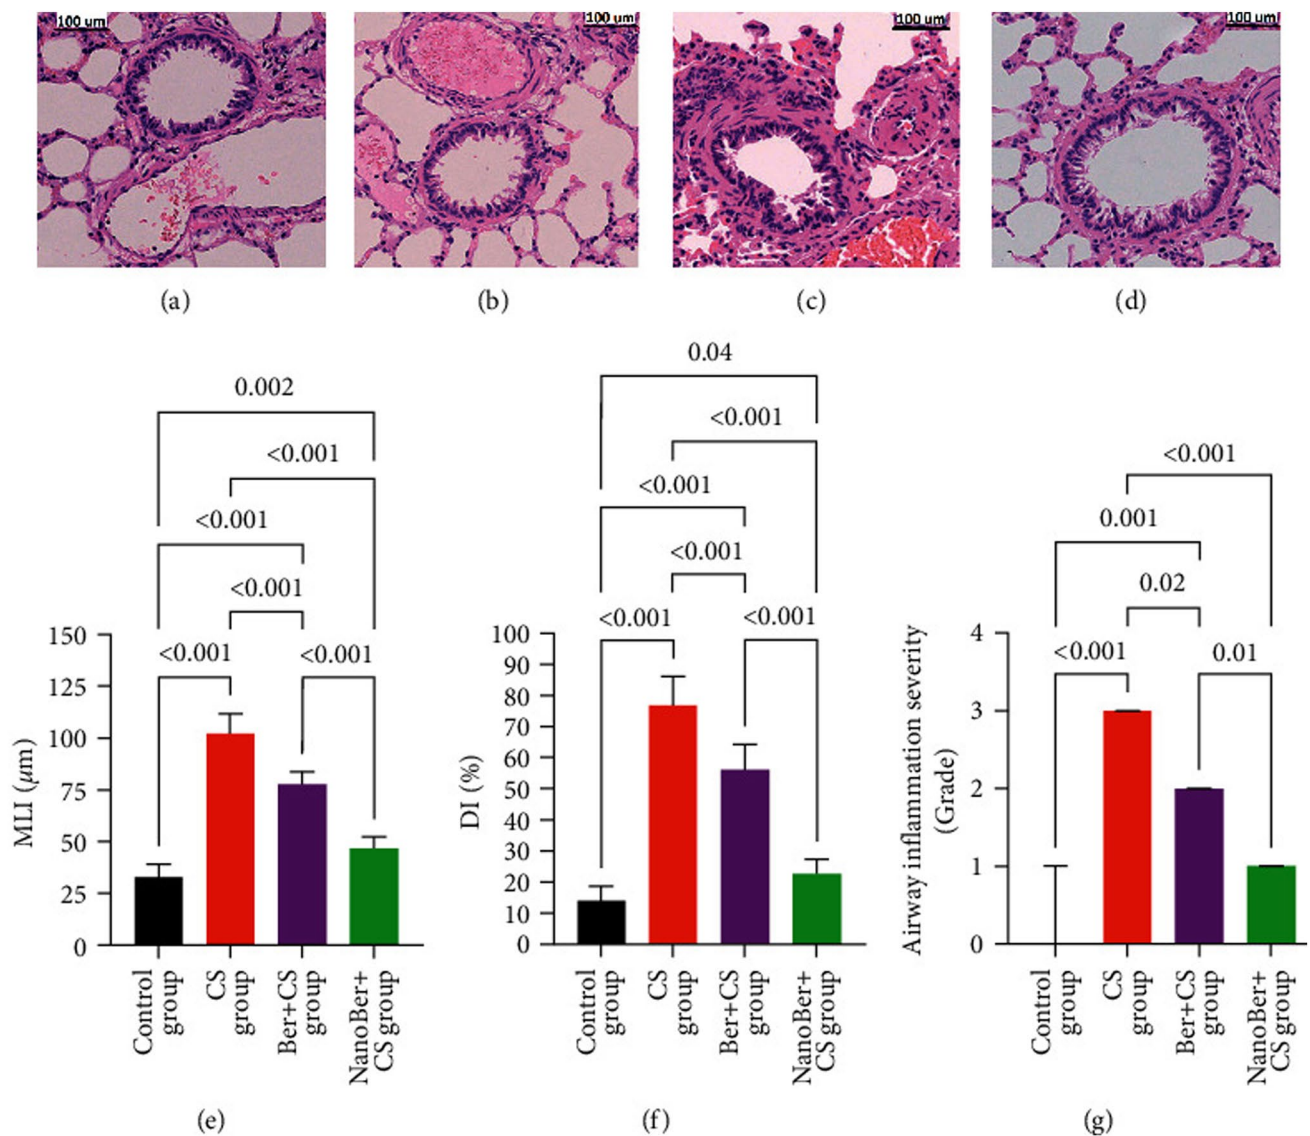 100 um
100 um
100 um
100 um
(a)
(b)
(c)
(d)
0.002
<0.001
<0.001
<0.001
<0.001
<0.001
150
125
100
75
50
25
0
MLI (μm)
Control
group
CS
group
Ber+CS
group
NanoBer+
CS group
(e)
0.04
<0.001
<0.001
<0.001
<0.001
<0.001
100
90
80
70
60
50
40
30
20
10
0
DI (%)
Control
group
CS
group
Ber+CS
group
NanoBer+
CS group
(f)
<0.001
0.001
0.02
<0.001
0.01
4
3
2
1
0
Airway inflammation severity
(Grade)
Control
group
CS
group
Ber+CS
group
NanoBer+
CS group
(g)